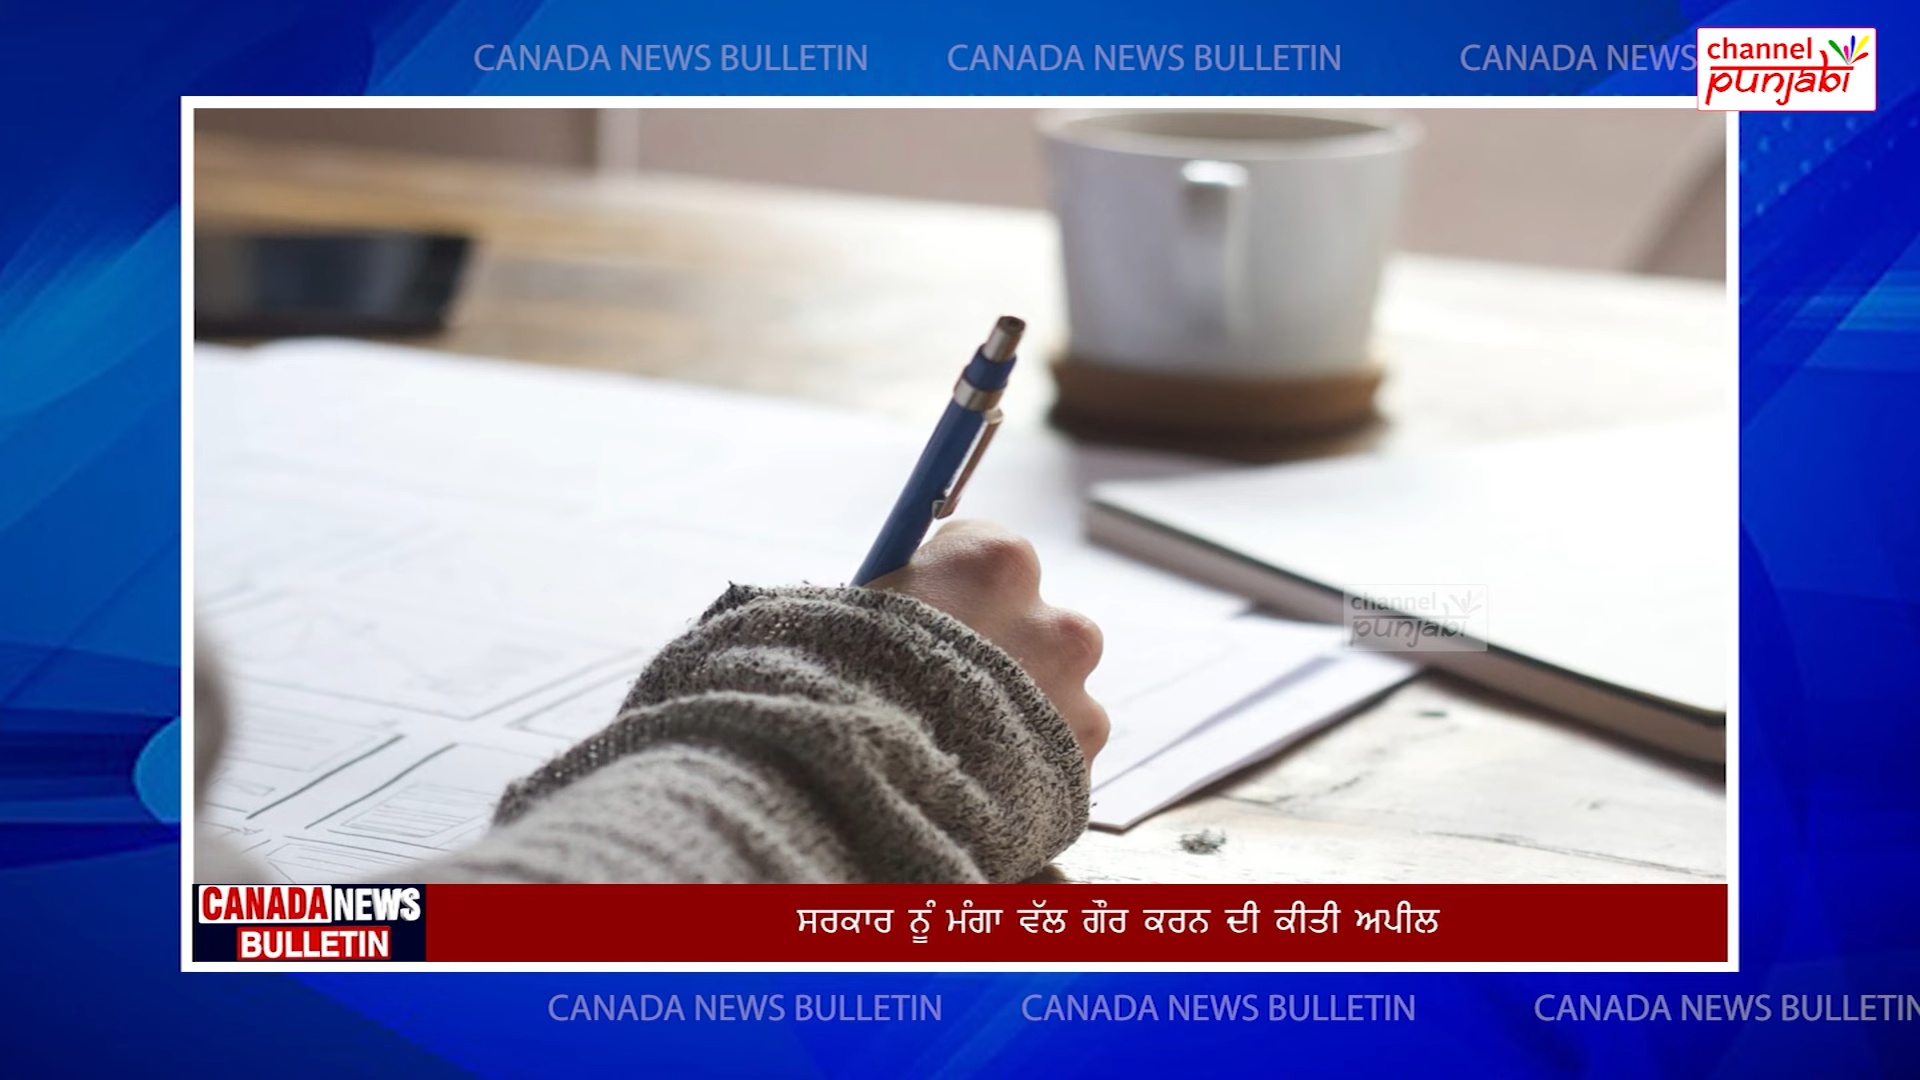 CANADA NEWS BULLETIN CANADA NEWS BULLETIN CANADA NEWS
channel
punjabi
channel
punjabi
CANADA NEWS
BULLETIN
ਸਰਕਾਰ ਨੂੰ ਮੰਗਾ ਵੱਲ ਗੌਰ ਕਰਨ ਦੀ ਕੀਤੀ ਅਪੀਲ
CANADA NEWS BULLETIN CANADA NEWS BULLETIN CANADA NEWS BULLETIN